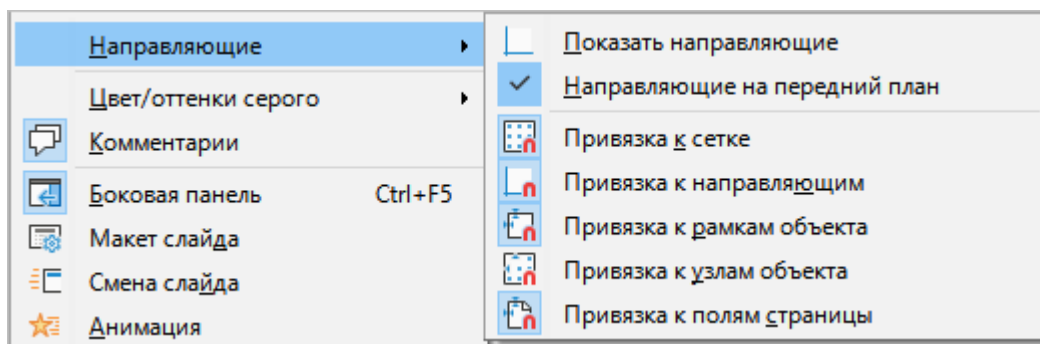 Направляющие
Цвет/оттенки серого
Комментарии
Боковая панель Ctrl+F5
Макет слайда
Смена слайда
Анимация
Показать направляющие
Направляющие на передний план
Привязка к сетке
Привязка к направляющим
Привязка к рамкам объекта
Привязка к узлам объекта
Привязка к полям страницы